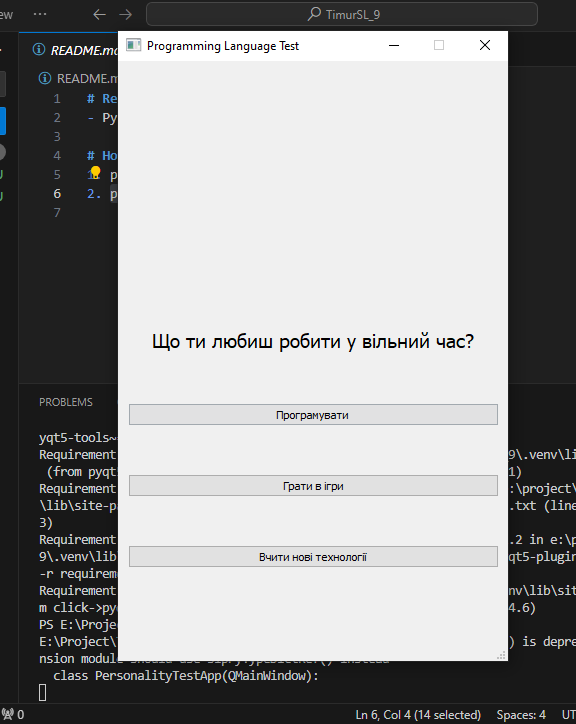 ew
TimurSL_9
Programming Language Test
README.mc
README.m
1 # Re
2 - Py
3
4 # Ho
5 1. p
6 2. p
7
Що ти любиш робити у вільний час?
Програмувати
Грати в ігри
Вчити нові технології
PROBLEMS
yqt5-tools~
Requirement 9\.venv\li
(from pyqt 1)
Requirement :\project\
\lib\site-p .txt (line
3)
Requirement .2 in e:\p
9\.venv\lib qt5-plugin
-r requirem
Requirement nv\lib\sit
m click->py 4.6)
PS E:\Proje
E:\Project\ ) is depre
nsion module
class PersonalityTestApp(QMainWindow):
0
Ln 6, Col 4 (14 selected)
Spaces: 4
UT